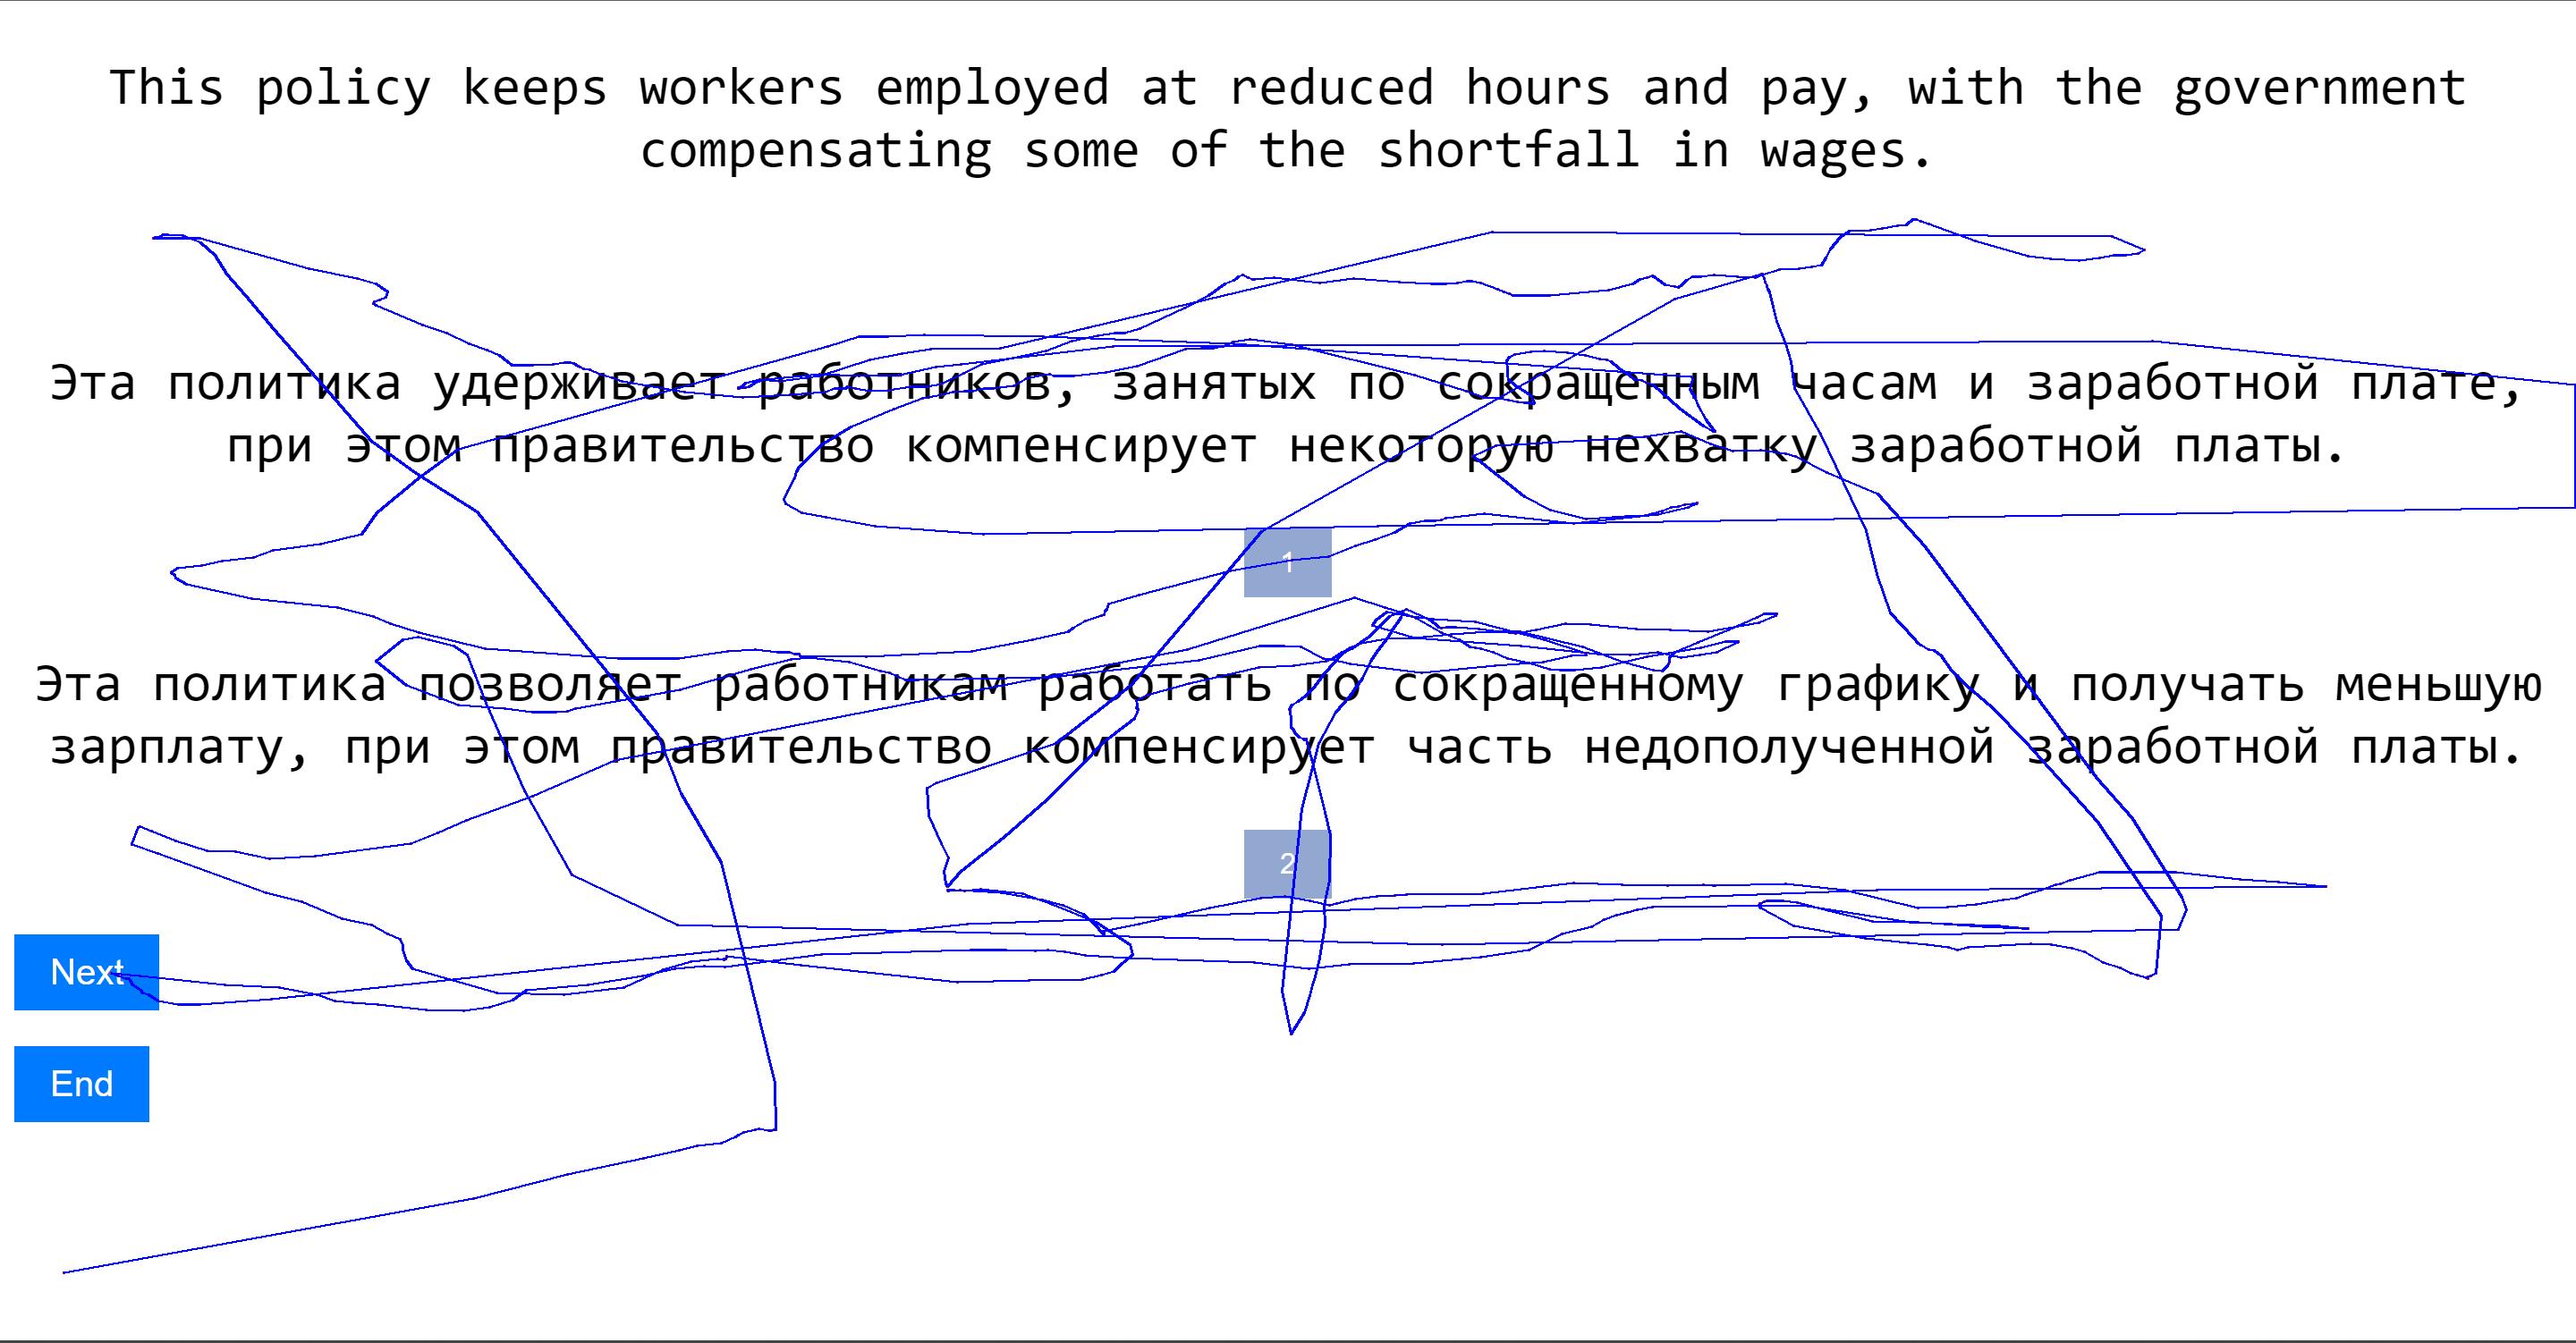 This policy keeps workers employed at reduced hours and pay, with the government
compensating some of the shortfall in wages.
Эта политика удерживает работников, занятых по сокращенным часам и заработной плате,
при этом правительство компенсирует некоторую нехватку заработной платы.
1
Эта политика позволяет работникам работать по сокращенному графику и получать меньшую
зарплату, при этом правительство компенсирует часть недополученной заработной платы.
2
Next
End